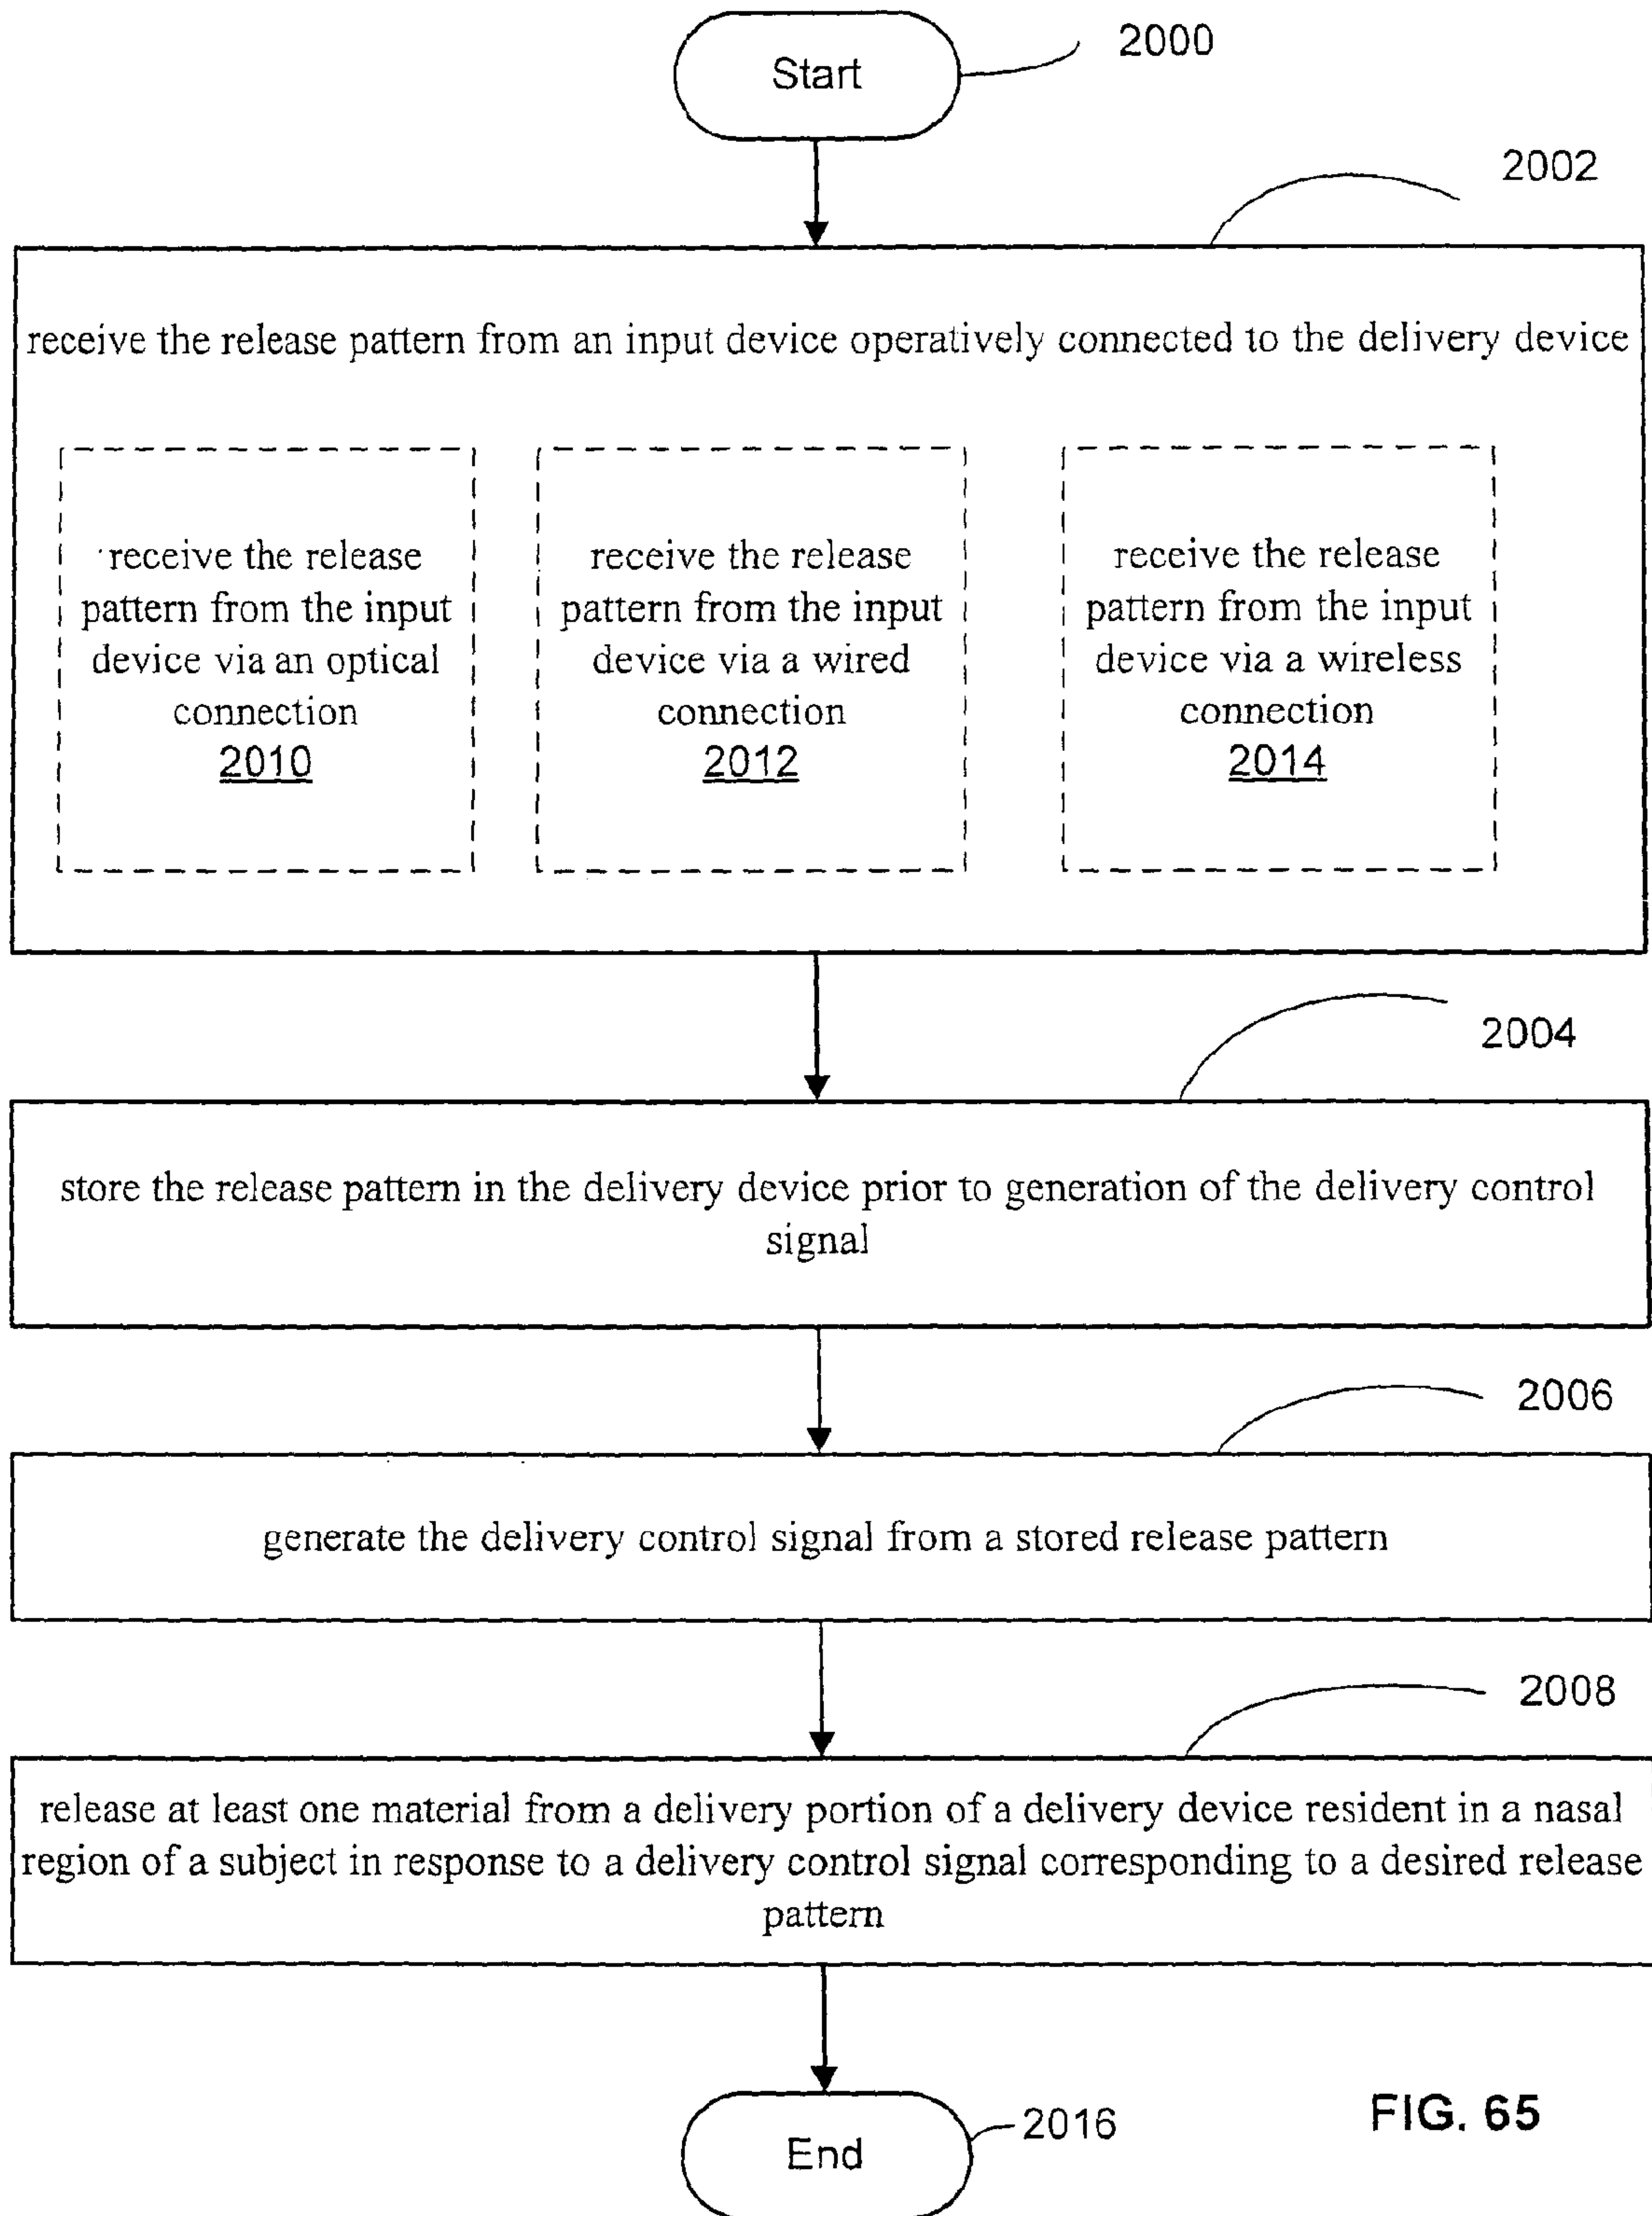 Start
2000
2002
receive the release pattern from an input device operatively connected to the delivery device
receive the release
pattern from the input
device via an optical
connection
2010
receive the release
pattern from the input
device via a wired
connection
2012
receive the release
pattern from the input
device via a wireless
connection
2014
2004
store the release pattern in the delivery device prior to generation of the delivery control
signal
2006
generate the delivery control signal from a stored release pattern
2008
release at least one material from a delivery portion of a delivery device resident in a nasal
region of a subject in response to a delivery control signal corresponding to a desired release
pattern
End
2016
FIG. 65